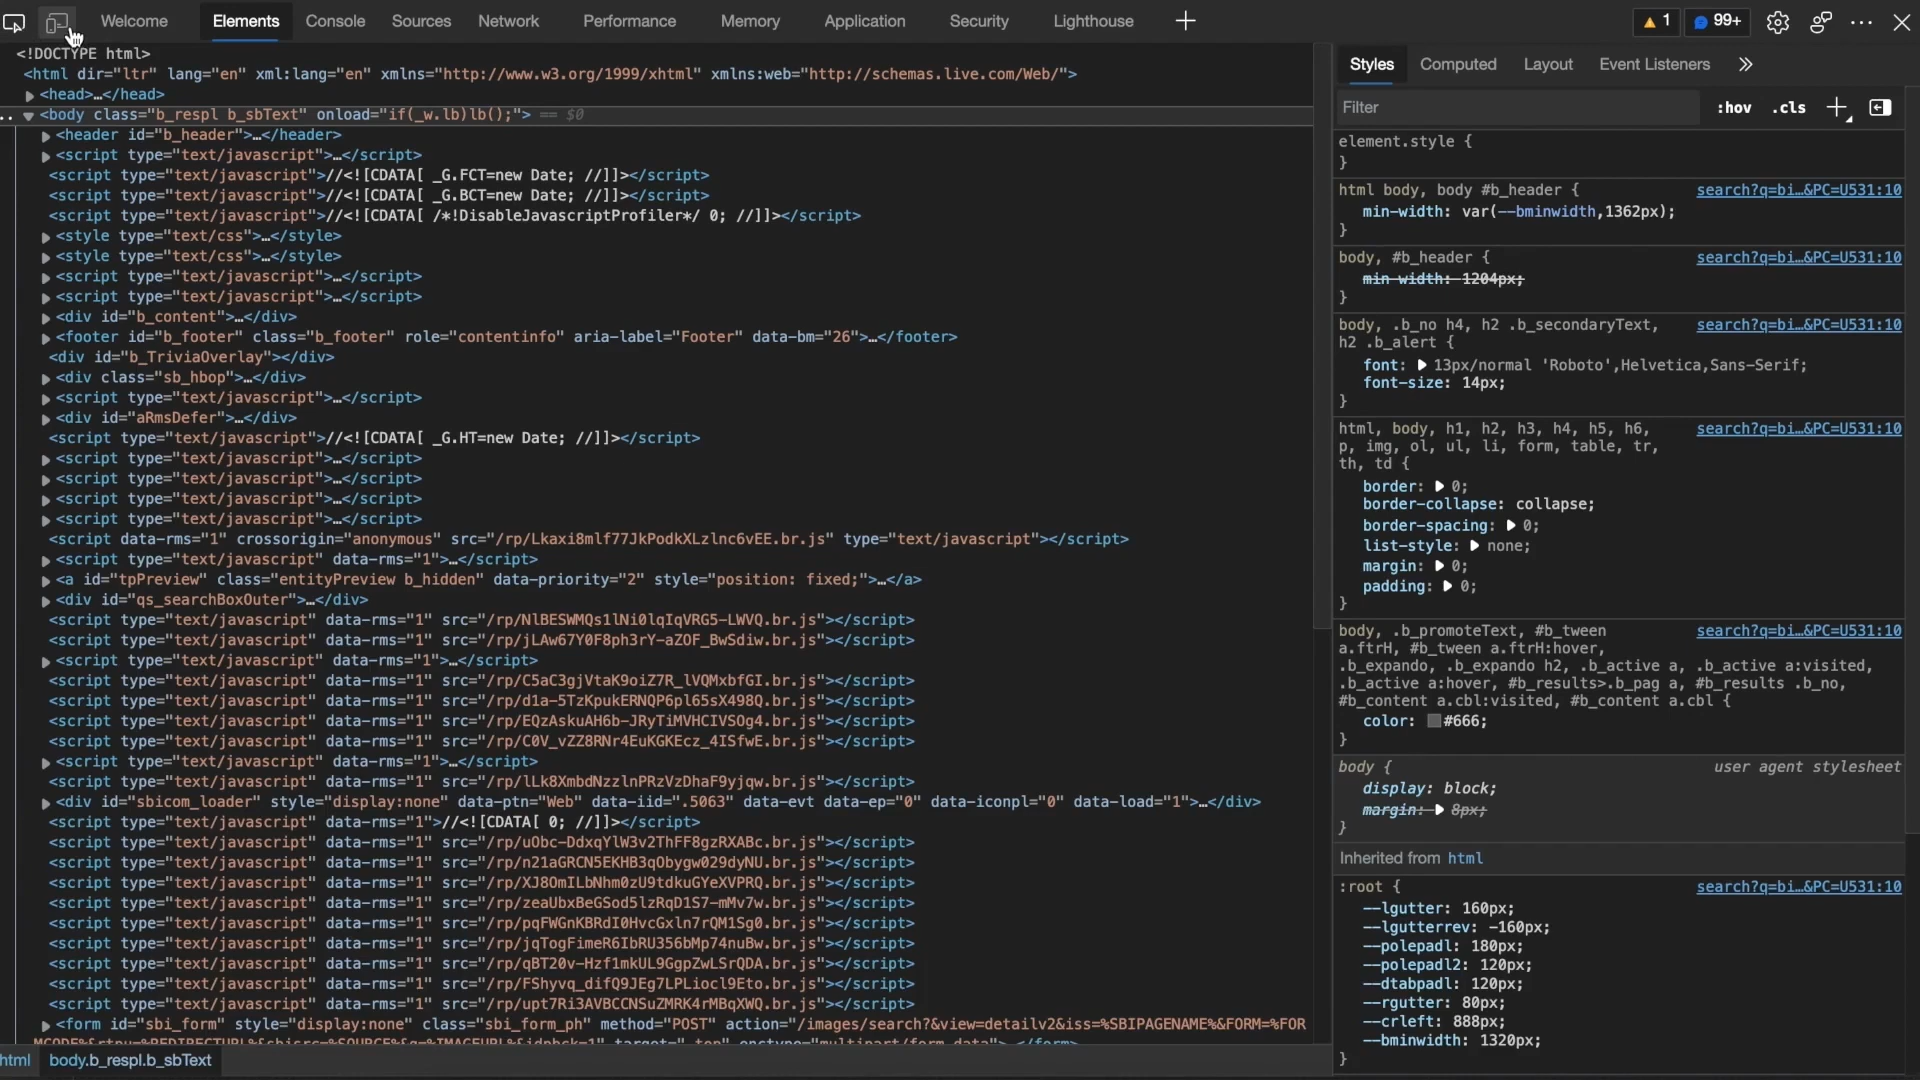 Welcome Elements Console Sources Network Performance Memory Application Security Lighthouse 1 99+
<!DOCTYPE html>
<html dir="ltr" lang="en" xml:lang="en" xmlns="http://www.w3.org/1999/xhtml" xmlns:web="http://schemas.live.com/Web/">
<head>…</head>
<body class="b_respl b_sbText" onload="if(_w.lb)lb();"> == $0
<header id="b_header">…</header>
<script type="text/javascript">…</script>
<script type="text/javascript">//<![CDATA[ _G.FCT=new Date; //]]></script>
<script type="text/javascript">//<![CDATA[ _G.BCT=new Date; //]]></script>
<script type="text/javascript">//<![CDATA[ /*!DisableJavascriptProfiler*/ 0; //]]></script>
<style type="text/css">…</style>
<style type="text/css">…</style>
<script type="text/javascript">…</script>
<script type="text/javascript">…</script>
<div id="b_content">…</div>
<footer id="b_footer" class="b_footer" role="contentinfo" aria-label="Footer" data-bm="26">…</footer>
<div id="b_TriviaOverlay"></div>
<div class="sb_hbop">…</div>
<script type="text/javascript">…</script>
<div id="aRmsDefer">…</div>
<script type="text/javascript">//<![CDATA[ _G.HT=new Date; //]]></script>
<script type="text/javascript">…</script>
<script type="text/javascript">…</script>
<script type="text/javascript">…</script>
<script type="text/javascript">…</script>
<script data-rms="1" crossorigin="anonymous" src="/rp/Lkaxi8mlf77JkPodkXLzlnc6vEE.br.js" type="text/javascript"></script>
<script type="text/javascript" data-rms="1">…</script>
<a id="tpPreview" class="entityPreview b_hidden" data-priority="2" style="position: fixed;">…</a>
<div id="qs_searchBoxOuter">…</div>
<script type="text/javascript" data-rms="1" src="/rp/NlBESWMQs1lNi0lqIqVRG5-LWVQ.br.js"></script>
<script type="text/javascript" data-rms="1" src="/rp/jLAw67Y0F8ph3rY-aZOF_BwSdiw.br.js"></script>
<script type="text/javascript" data-rms="1">…</script>
<script type="text/javascript" data-rms="1" src="/rp/C5aC3gjVtaK9oiZ7R_lVQMxbfGI.br.js"></script>
<script type="text/javascript" data-rms="1" src="/rp/d1a-5TzKpukERNQP6pl65sX498Q.br.js"></script>
<script type="text/javascript" data-rms="1" src="/rp/EQzAskuAH6b-JRyTiMVHCIVSOg4.br.js"></script>
<script type="text/javascript" data-rms="1" src="/rp/C0V_vZZ8RNr4EuKGKEcz_4ISfwE.br.js"></script>
<script type="text/javascript" data-rms="1">…</script>
<script type="text/javascript" data-rms="1" src="/rp/lLk8XmbdNzzlnPRzVzDhaF9yjqw.br.js"></script>
<div id="sbicom_loader" style="display:none" data-ptn="Web" data-iid=".5063" data-evt data-ep="0" data-iconpl="0" data-load="1">…</div>
<script type="text/javascript" data-rms="1">//<![CDATA[ 0; //]]></script>
<script type="text/javascript" data-rms="1" src="/rp/uObc-DdxqYlW3v2ThFF8gzRXABc.br.js"></script>
<script type="text/javascript" data-rms="1" src="/rp/n21aGRCN5EKHB3qObygw029dyNU.br.js"></script>
<script type="text/javascript" data-rms="1" src="/rp/XJ8OmILbNhm0zU9tdkuGYeXVPRQ.br.js"></script>
<script type="text/javascript" data-rms="1" src="/rp/zeaUbxBeGSod5lzRqD1S7-mMv7w.br.js"></script>
<script type="text/javascript" data-rms="1" src="/rp/pqFWGnKBRdI0HvcGxln7rQM1Sg0.br.js"></script>
<script type="text/javascript" data-rms="1" src="/rp/jqTogFimeR6IbRU356bMp74nuBw.br.js"></script>
<script type="text/javascript" data-rms="1" src="/rp/qBT20v-Hzf1mkUL9GgpZwLSrQDA.br.js"></script>
<script type="text/javascript" data-rms="1" src="/rp/FShyvq_difQ9JEg7LPLiocl9Eto.br.js"></script>
<script type="text/javascript" data-rms="1" src="/rp/upt7Ri3AVBCCNSuZMRK4rMBqXWQ.br.js"></script>
<form id="sbi_form" style="display:none" class="sbi_form_ph" method="POST" action="/images/search?&view=detailv2&iss=%SBIPAGENAME%&FORM=%FOR
html body.b_respl.b_sbText
Styles Computed Layout Event Listeners
Filter :hov .cls
element.style {
}
html body, body #b_header { search?q=bi…&PC=U531:10
min-width: var(--bminwidth,1362px);
}
body, #b_header { search?q=bi…&PC=U531:10
min-width: 1204px;
}
body, .b_no h4, h2 .b_secondaryText, search?q=bi…&PC=U531:10
h2 .b_alert {
font: 13px/normal 'Roboto',Helvetica,Sans-Serif;
font-size: 14px;
}
html, body, h1, h2, h3, h4, h5, h6, search?q=bi…&PC=U531:10
p, img, ol, ul, li, form, table, tr,
th, td {
border: 0;
border-collapse: collapse;
border-spacing: 0;
list-style: none;
margin: 0;
padding: 0;
}
body, .b_promoteText, #b_tween search?q=bi…&PC=U531:10
a.ftrH, #b_tween a.ftrH:hover,
.b_expando, .b_expando h2, .b_active a, .b_active a:visited,
.b_active a:hover, #b_results>.b_pag a, #b_results .b_no,
#b_content a.cbl:visited, #b_content a.cbl {
color: #666;
}
body { user agent stylesheet
display: block;
margin: 8px;
}
Inherited from html
:root { search?q=bi…&PC=U531:10
--lgutter: 160px;
--lgutterrev: -160px;
--polepadl: 180px;
--polepadl2: 120px;
--dtabpadl: 120px;
--rgutter: 80px;
--crleft: 888px;
--bminwidth: 1320px;
}